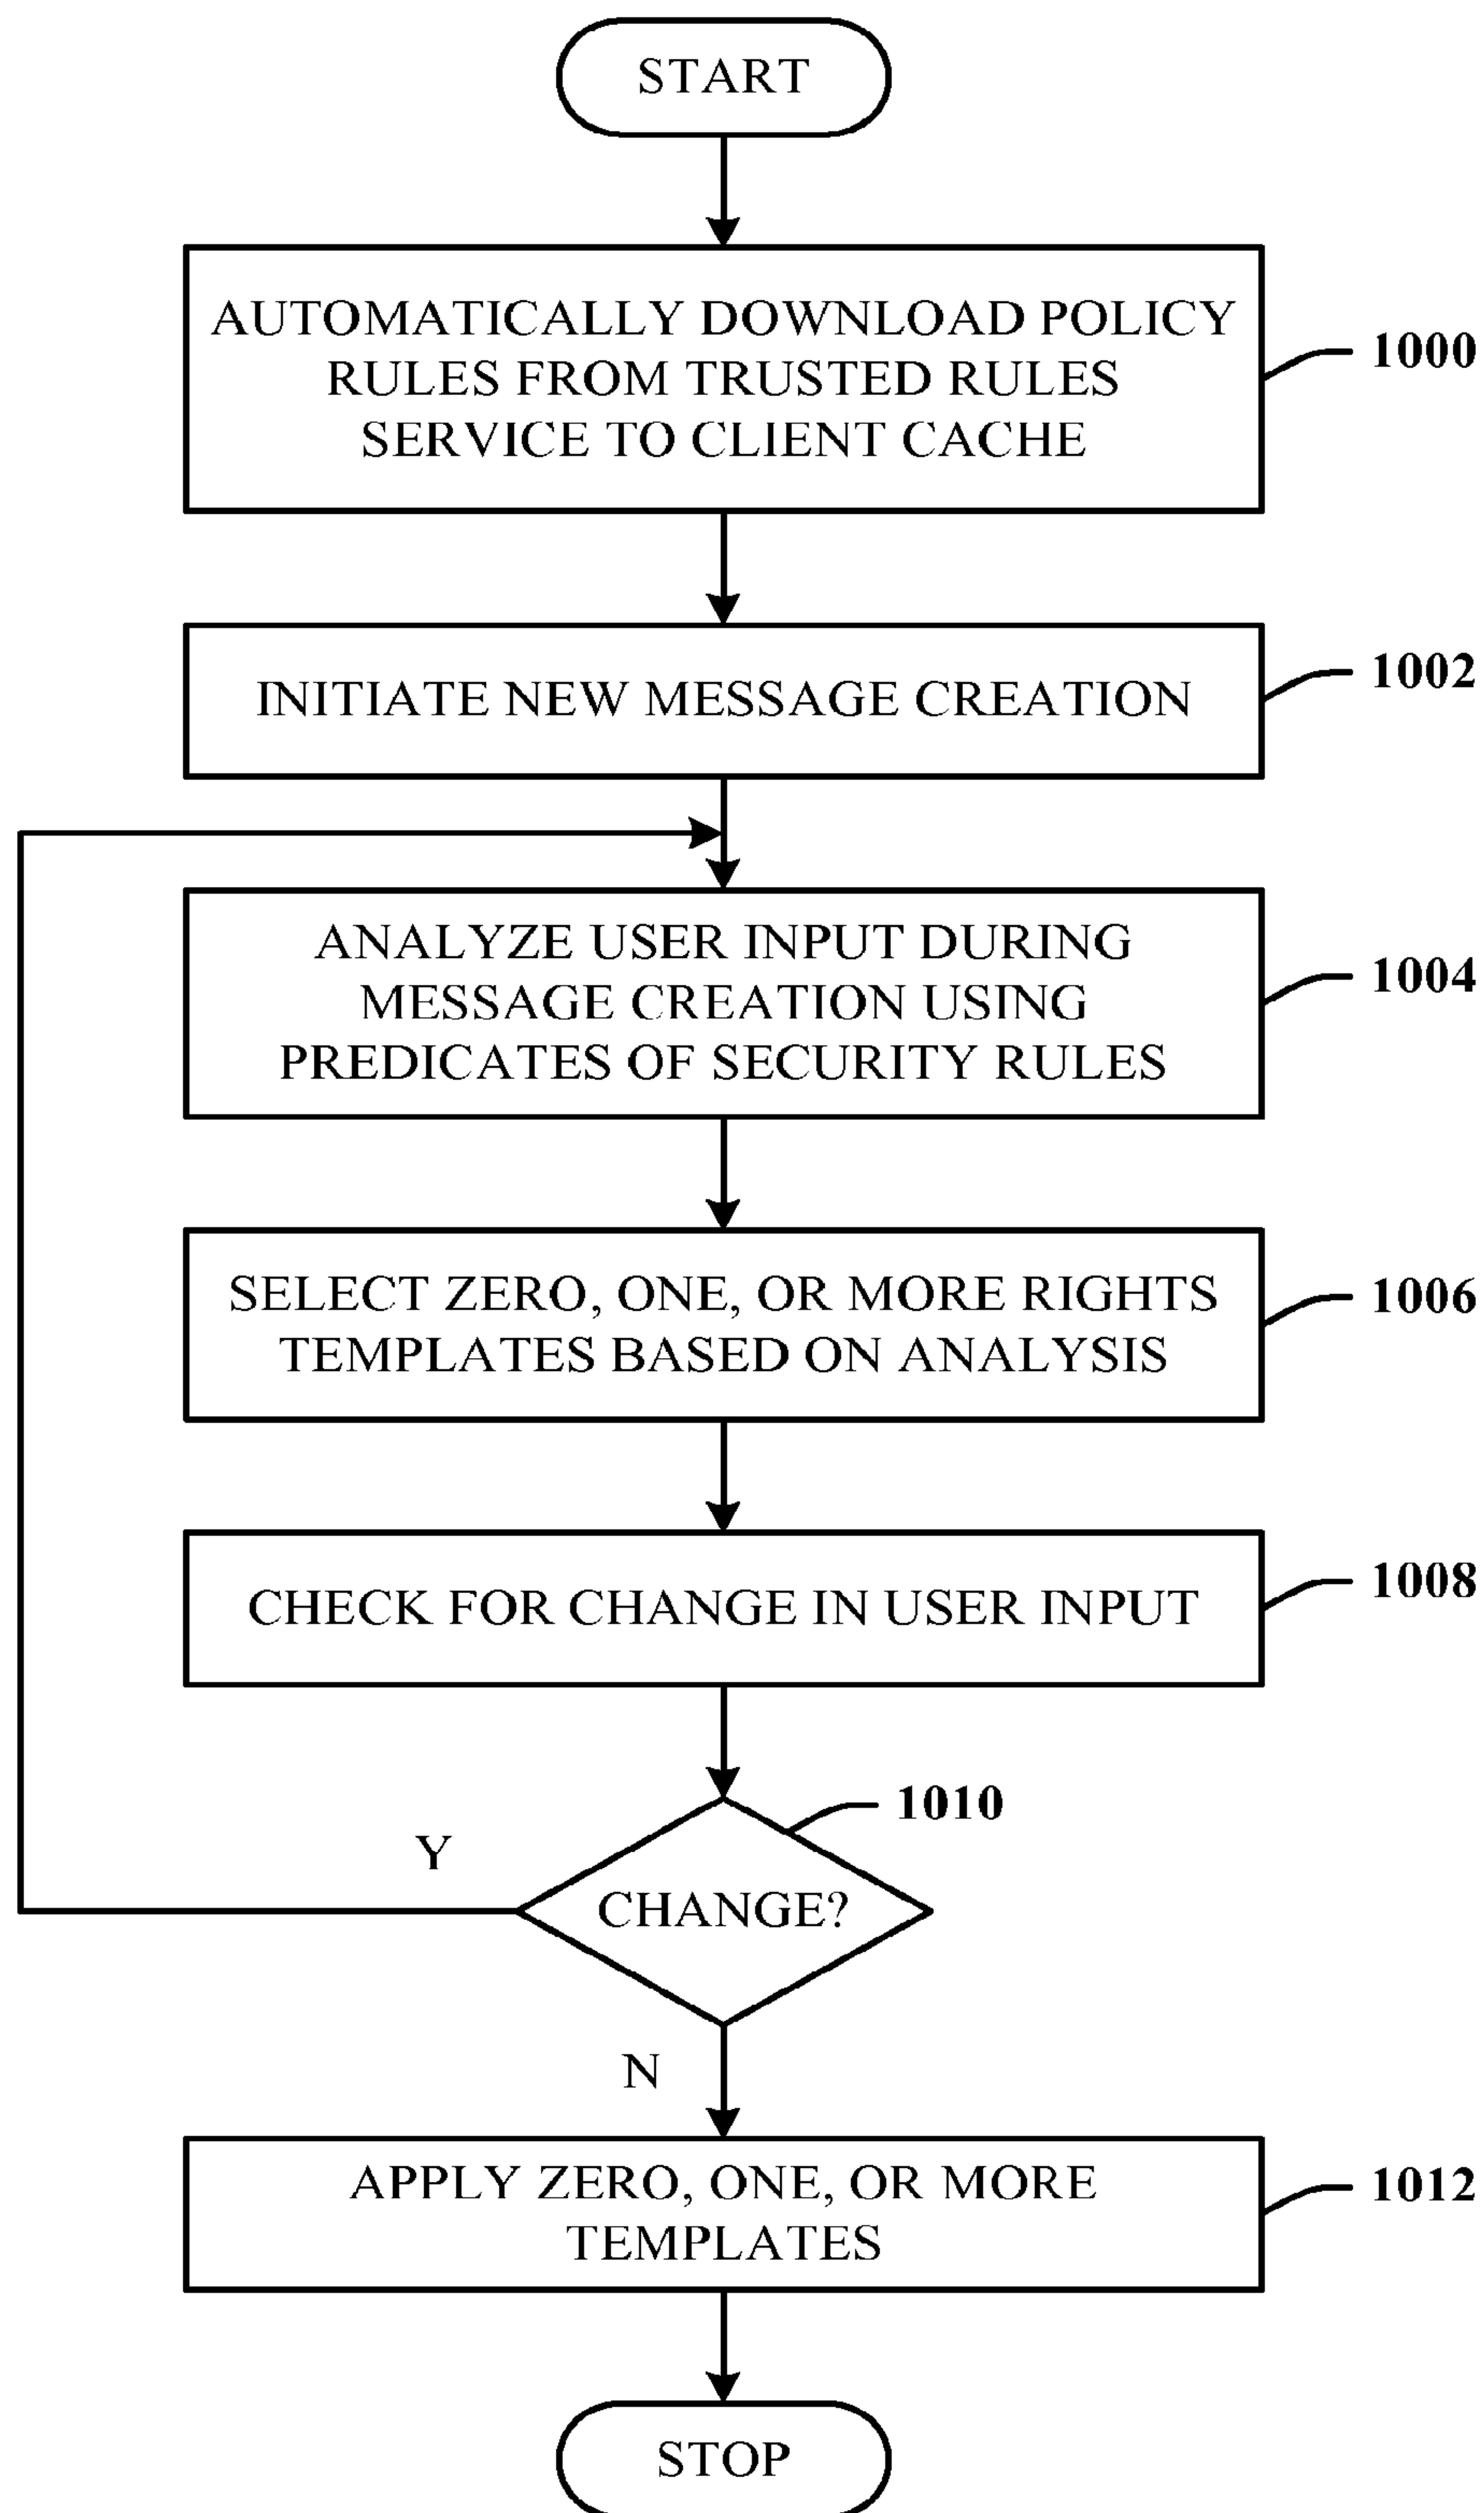 START
AUTOMATICALLY DOWNLOAD POLICY
RULES FROM TRUSTED RULES
SERVICE TO CLIENT CACHE
1000
INITIATE NEW MESSAGE CREATION
1002
ANALYZE USER INPUT DURING
MESSAGE CREATION USING
PREDICATES OF SECURITY RULES
1004
SELECT ZERO, ONE, OR MORE RIGHTS
TEMPLATES BASED ON ANALYSIS
1006
CHECK FOR CHANGE IN USER INPUT
1008
1010
Y
CHANGE?
N
APPLY ZERO, ONE, OR MORE
TEMPLATES
1012
STOP